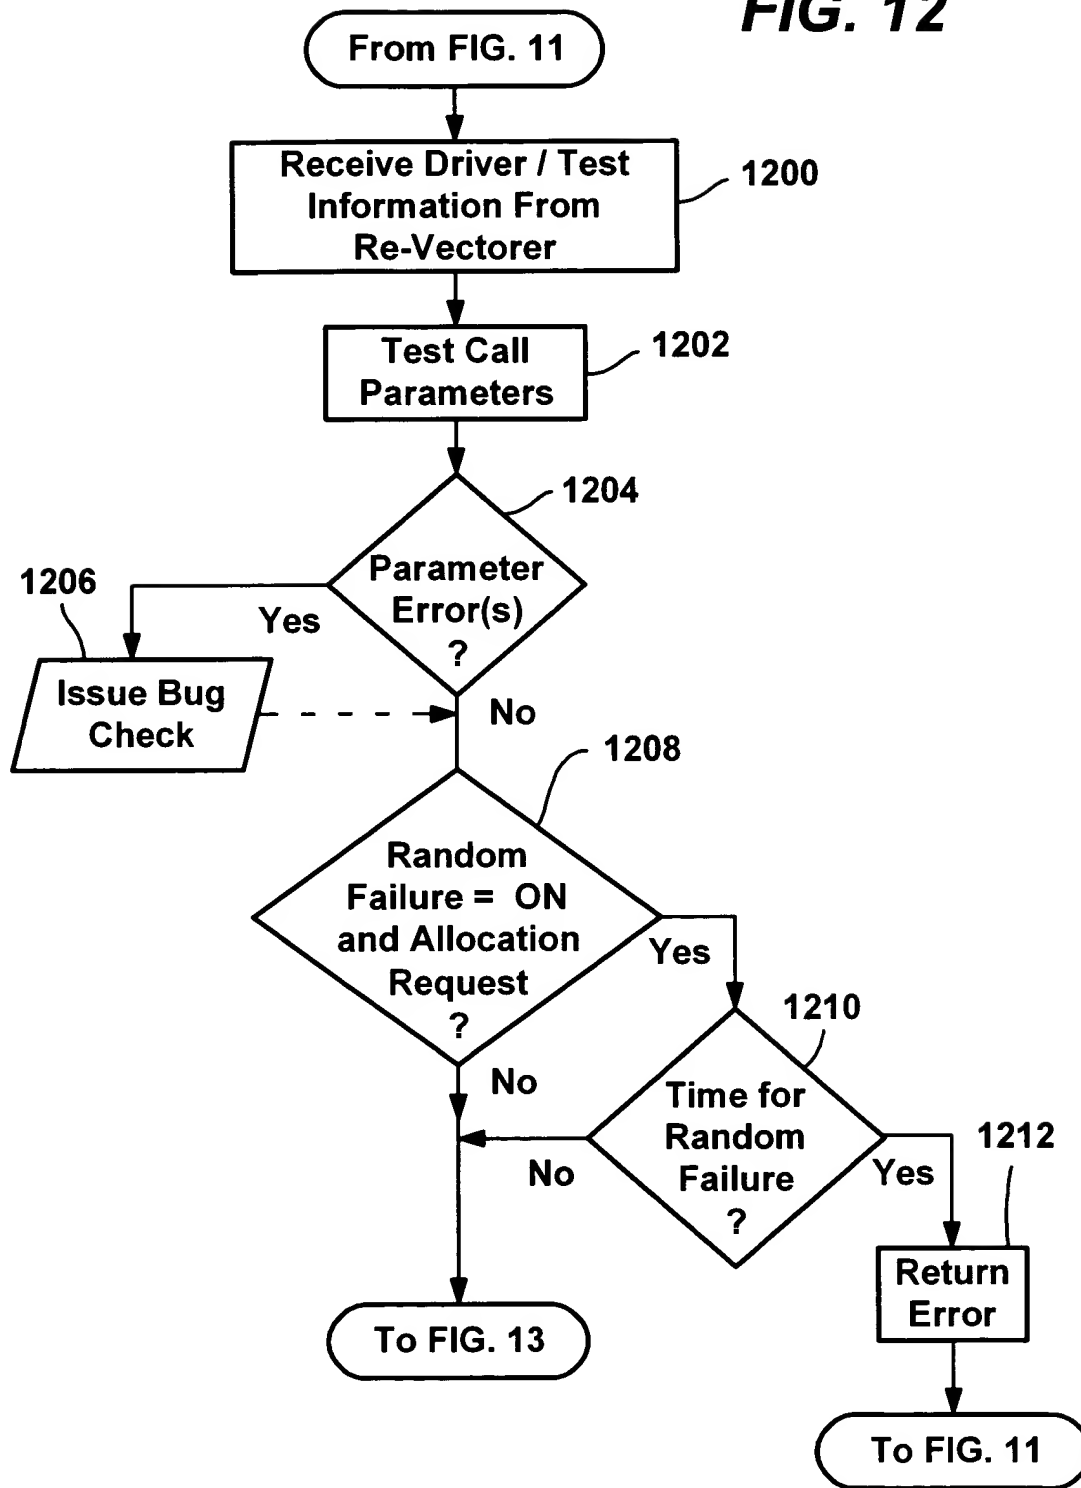 FIG. 12
From FIG. 11
Receive Driver / Test
Information From
Re-Vectorer
1200
Test Call
Parameters
1202
1204
Parameter
Error(s)
?
1206
Yes
Issue Bug
Check
No
1208
Random
Failure = ON
and Allocation
Request
?
Yes
No
1210
Time for
Random
Failure
?
No
Yes
1212
Return
Error
To FIG. 13
To FIG. 11